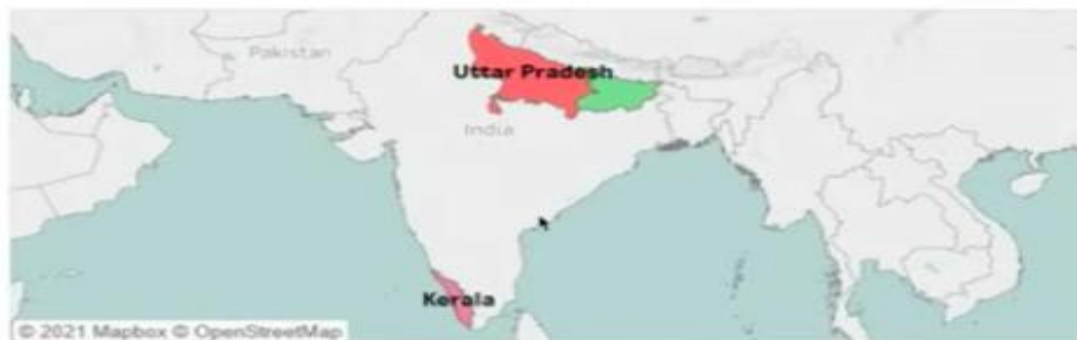 Pakistan
Uttar Pradesh
India
Kerala
© 2021 Mapbox © OpenStreetMap